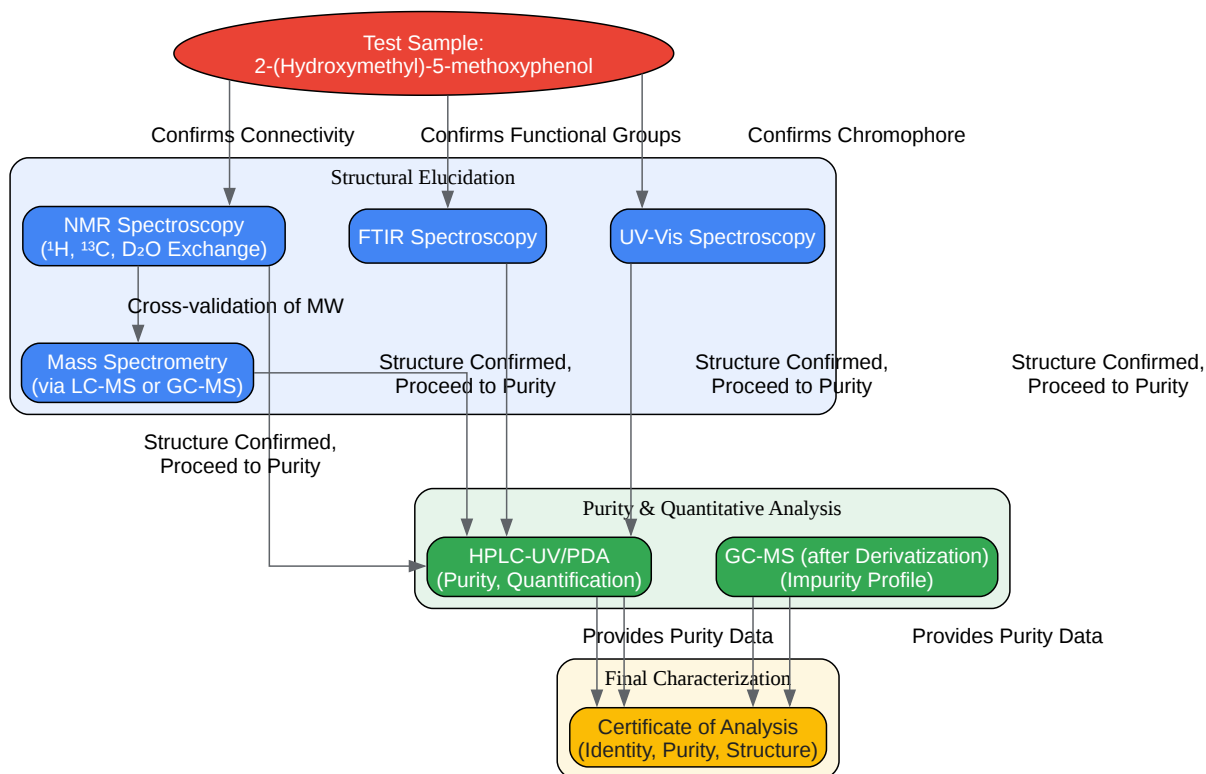 Test Sample:
2-(Hydroxymethyl)-5-methoxyphenol
Confirms Connectivity
Confirms Functional Groups
Confirms Chromophore
Structural Elucidation
NMR Spectroscopy
(¹H, ¹³C, D₂O Exchange)
FTIR Spectroscopy
UV-Vis Spectroscopy
Cross-validation of MW
Mass Spectrometry
(via LC-MS or GC-MS)
Structure Confirmed,
Proceed to Purity
Structure Confirmed,
Proceed to Purity
Structure Confirmed,
Proceed to Purity
Structure Confirmed,
Proceed to Purity
Purity & Quantitative Analysis
HPLC-UV/PDA
(Purity, Quantification)
GC-MS (after Derivatization)
(Impurity Profile)
Provides Purity Data
Provides Purity Data
Final Characterization
Certificate of Analysis
(Identity, Purity, Structure)